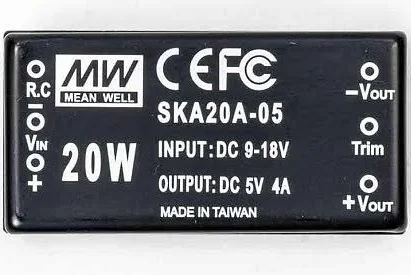 R.C
MW
MEAN WELL
CE FC
−VOUT
SKA20A-05
−
VIN
+
20W
INPUT: DC 9-18V
Trim
OUTPUT: DC 5V 4A
+VOUT
MADE IN TAIWAN